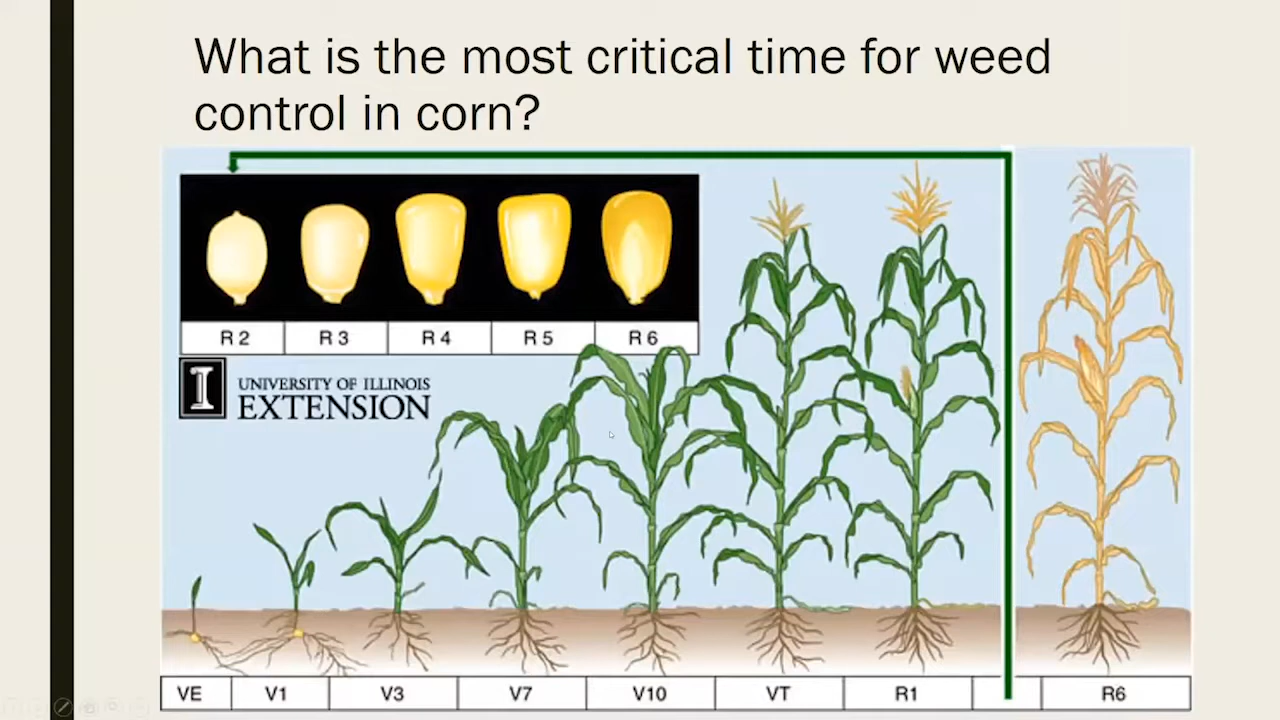 What is the most critical time for weed
control in corn?
R 2 R 3 R 4 R 5 R 6
I UNIVERSITY OF ILLINOIS
EXTENSION
VE V1 V3 V7 V10 VT R1 R6